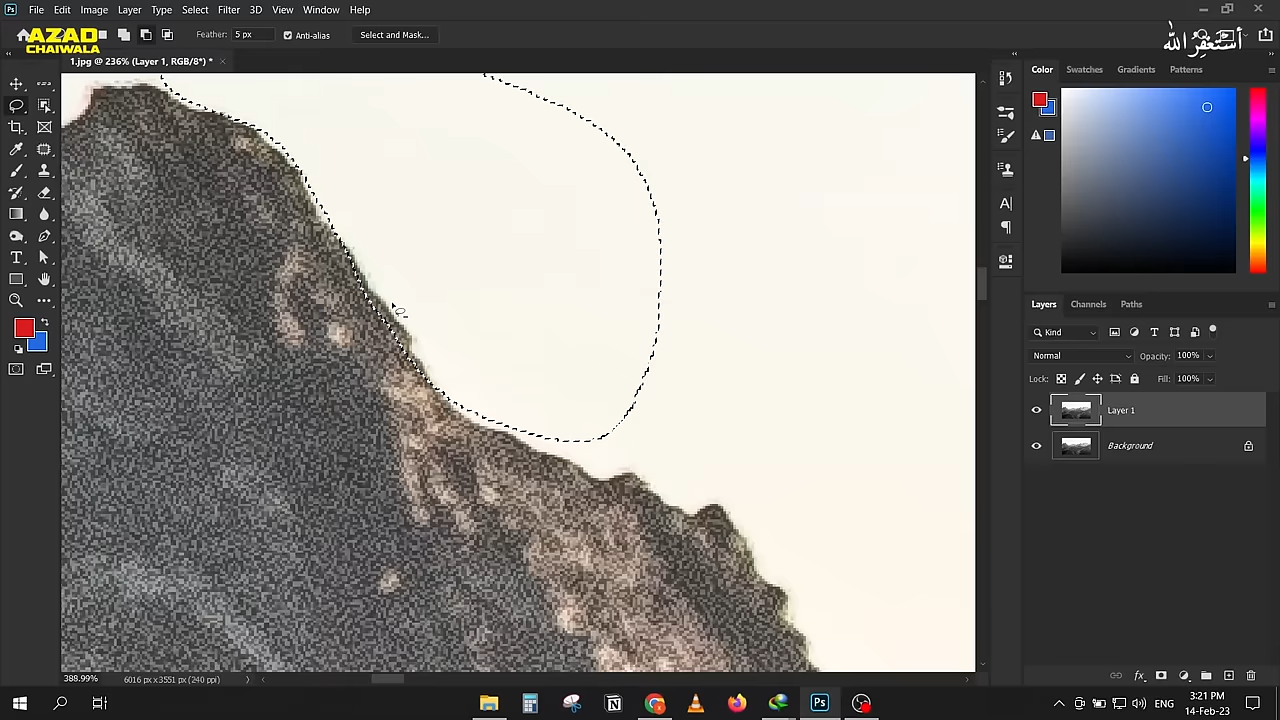 File Edit Image Layer Type Select Filter 3D View Window Help
AZAD
CHAIWALA
Feather: 5 px Anti-alias Select and Mask...
أستغفر الله
1.jpg @ 236% (Layer 1, RGB/8*) *
Color Swatches Gradients Patterns
Layers Channels Paths
Kind
Normal Opacity: 100%
Lock: Fill: 100%
Layer 1
Background
388.99% 6016 px x 3551 px (240 ppi)
ENG 3:21 PM
14-Feb-23